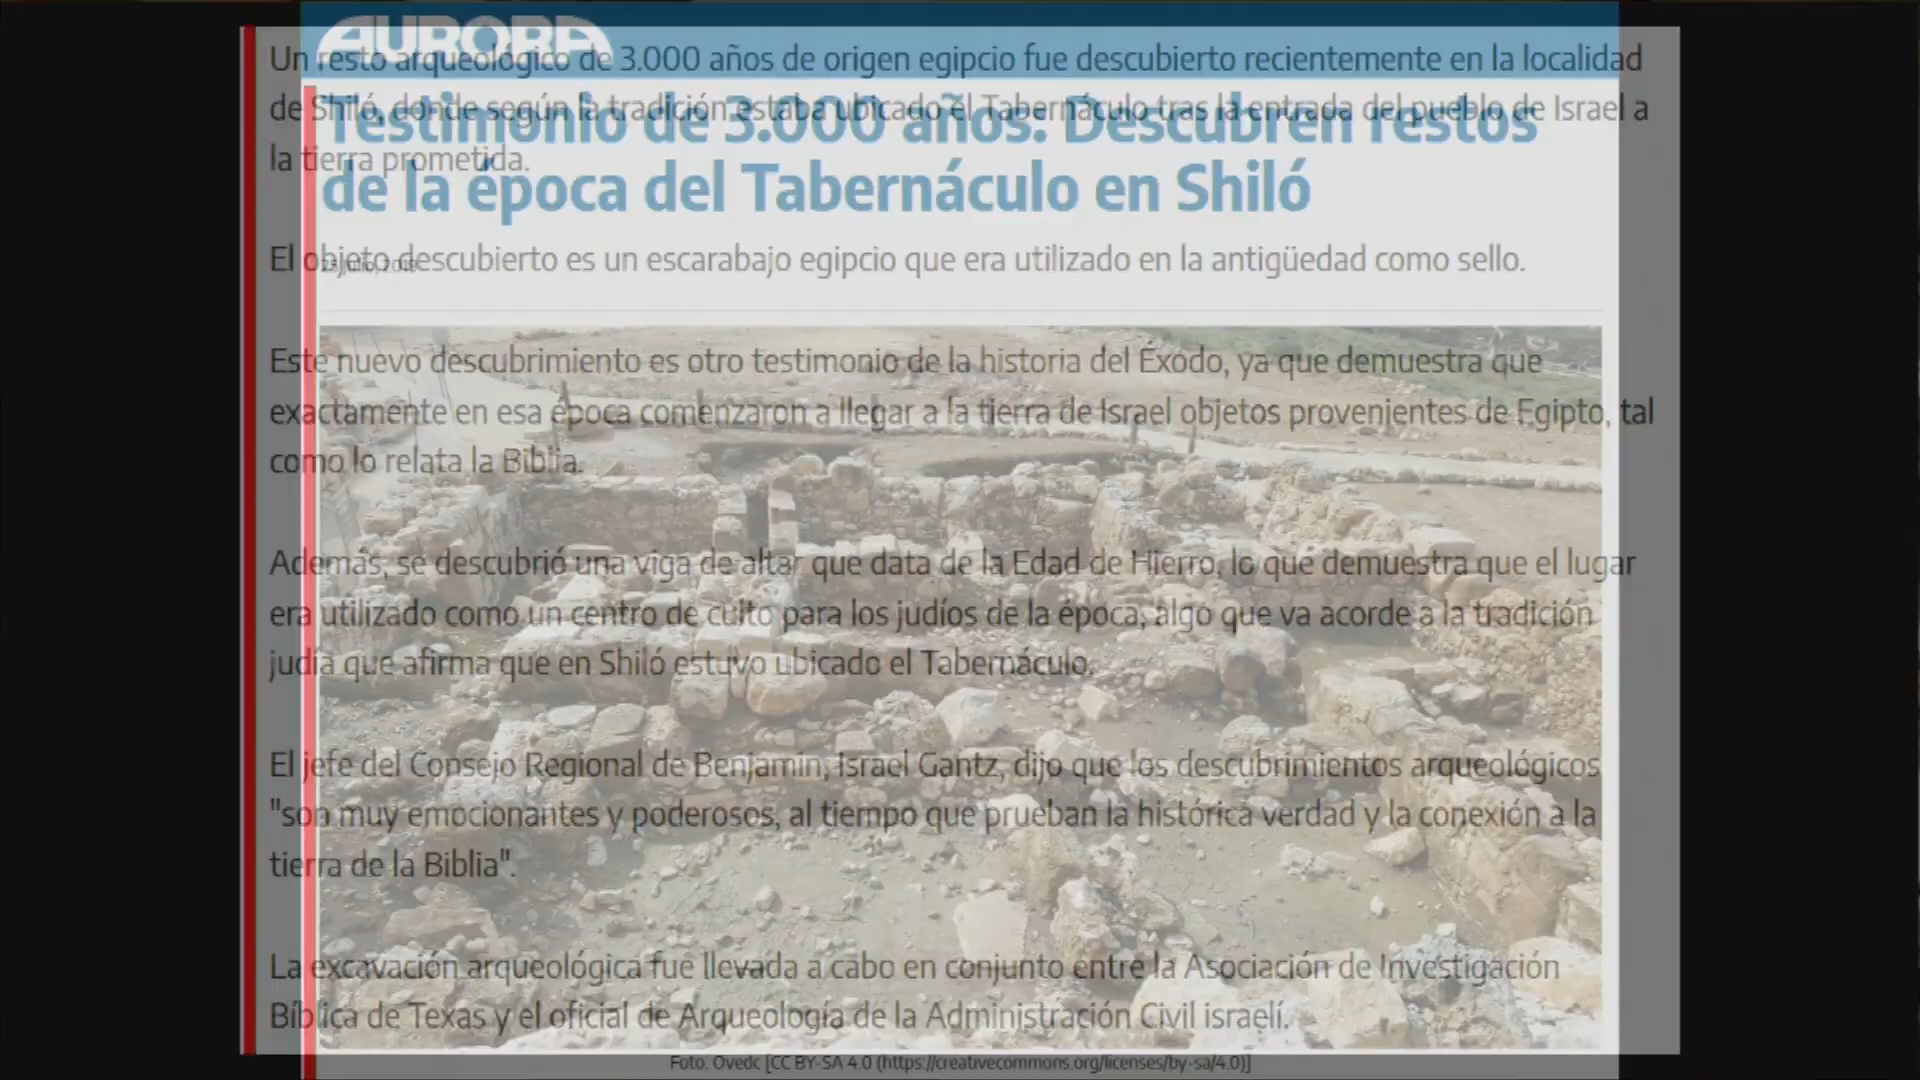 AURORA
Un resto arqueológico de 3.000 años de origen egipcio fue descubierto recientemente en la localidad
de Shiló, donde según la tradición estaba ubicado el Tabernáculo tras la entrada del pueblo de Israel a
la tierra prometida.
Testimonio de 3.000 años: Descubren restos
de la época del Tabernáculo en Shiló
El objeto descubierto es un escarabajo egipcio que era utilizado en la antigüedad como sello.
Este nuevo descubrimiento es otro testimonio de la historia del Éxodo, ya que demuestra que
exactamente en esa época comenzaron a llegar a la tierra de Israel objetos provenientes de Egipto, tal
como lo relata la Biblia.
Además, se descubrió una viga de altar que data de la Edad de Hierro, lo que demuestra que el lugar
era utilizado como un centro de culto para los judíos de la época, algo que va acorde a la tradición
judía que afirma que en Shiló estuvo ubicado el Tabernáculo.
El jefe del Consejo Regional de Benjamin, Israel Gantz, dijo que los descubrimientos arqueológicos
"son muy emocionantes y poderosos, al tiempo que prueban la histórica verdad y la conexión a la
tierra de la Biblia".
La excavación arqueológica fue llevada a cabo en conjunto entre la Asociación de Investigación
Bíblica de Texas y el oficial de Arqueología de la Administración Civil israelí.
Foto: Ovedc [CC BY-SA 4.0 (https://creativecommons.org/licenses/by-sa/4.0)]